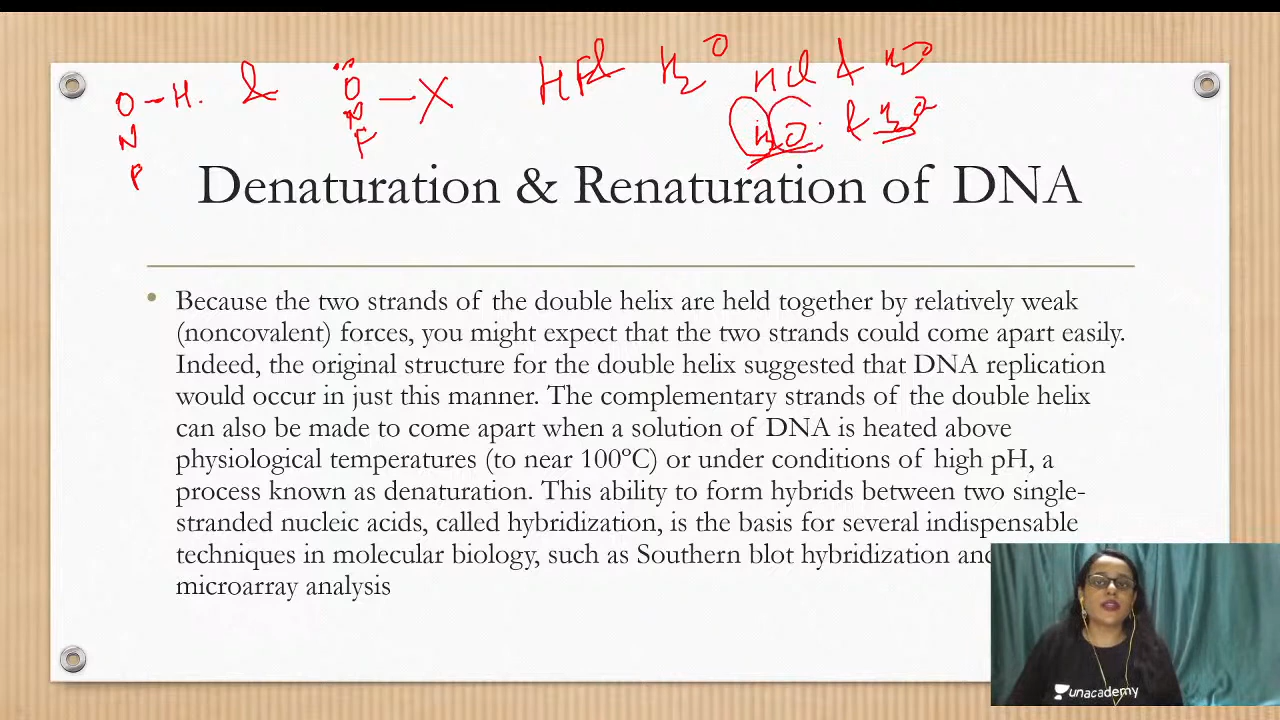 O-H. & :O - X HF & H2O HCl & H2O
N N H2O & H2O
F F
Denaturation & Renaturation of DNA
• Because the two strands of the double helix are held together by relatively weak
(noncovalent) forces, you might expect that the two strands could come apart easily.
Indeed, the original structure for the double helix suggested that DNA replication
would occur in just this manner. The complementary strands of the double helix
can also be made to come apart when a solution of DNA is heated above
physiological temperatures (to near 100ºC) or under conditions of high pH, a
process known as denaturation. This ability to form hybrids between two single-
stranded nucleic acids, called hybridization, is the basis for several indispensable
techniques in molecular biology, such as Southern blot hybridization and
microarray analysis
unacademy